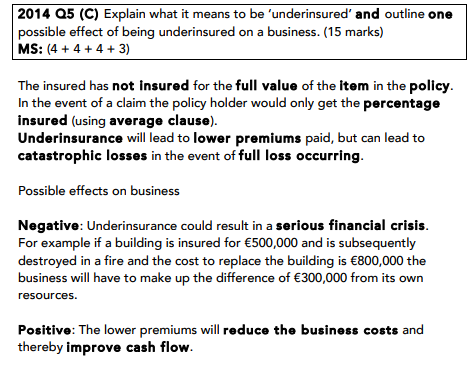 2014 Q5 (C) Explain what it means to be 'underinsured' and outline one
possible effect of being underinsured on a business. (15 marks)
MS: (4 + 4 + 4 + 3)
The insured has not insured for the full value of the item in the policy.
In the event of a claim the policy holder would only get the percentage
insured (using average clause).
Underinsurance will lead to lower premiums paid, but can lead to
catastrophic losses in the event of full loss occurring.
Possible effects on business
Negative: Underinsurance could result in a serious financial crisis.
For example if a building is insured for €500,000 and is subsequently
destroyed in a fire and the cost to replace the building is €800,000 the
business will have to make up the difference of €300,000 from its own
resources.
Positive: The lower premiums will reduce the business costs and
thereby improve cash flow.